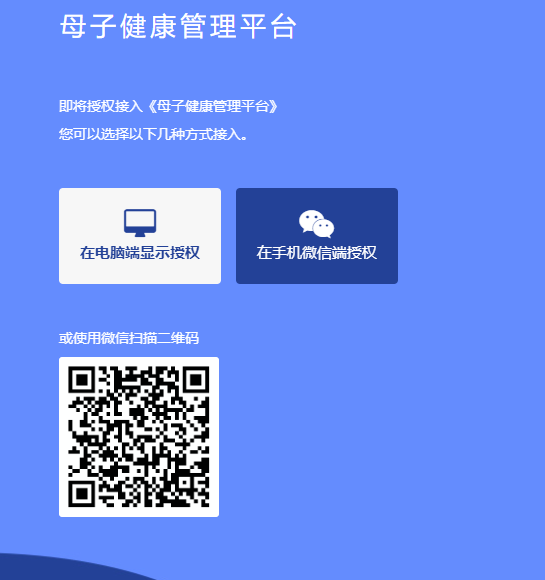 母子健康管理平台
即将授权接入《母子健康管理平台》
您可以选择以下几种方式接入。
在电脑端显示授权
在手机微信端授权
或使用微信扫描二维码